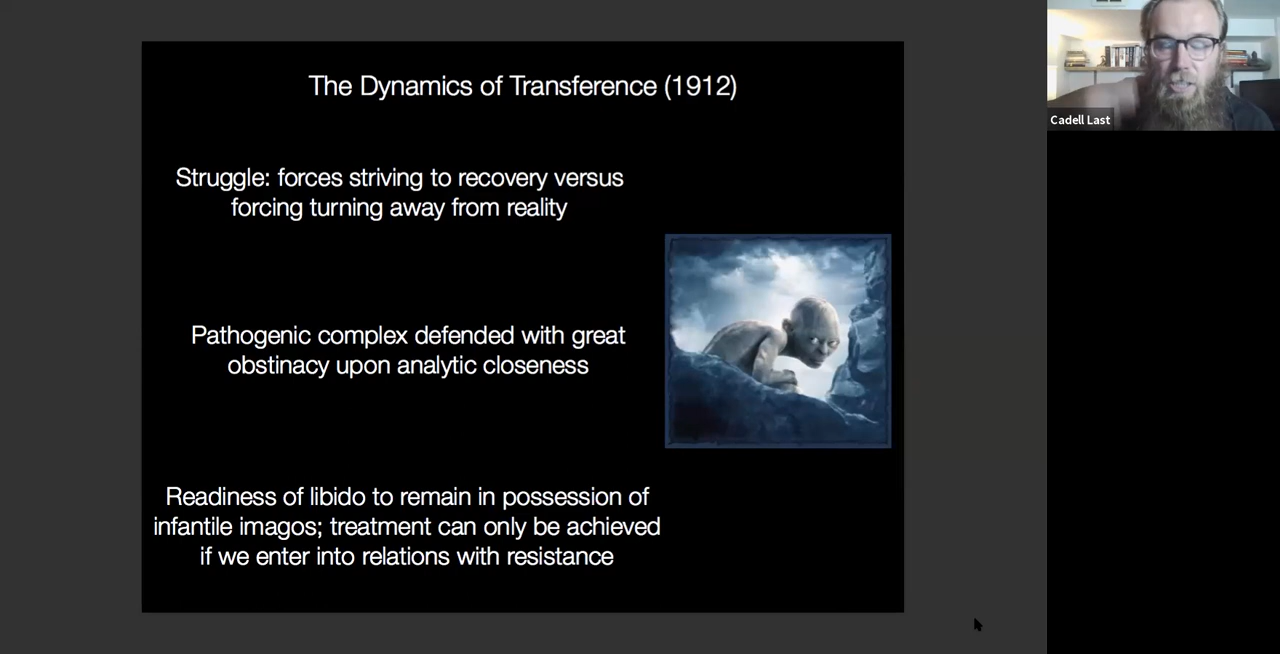 The Dynamics of Transference (1912)
Struggle: forces striving to recovery versus
forcing turning away from reality
Pathogenic complex defended with great
obstinacy upon analytic closeness
Readiness of libido to remain in possession of
infantile imagos; treatment can only be achieved
if we enter into relations with resistance
Cadell Last